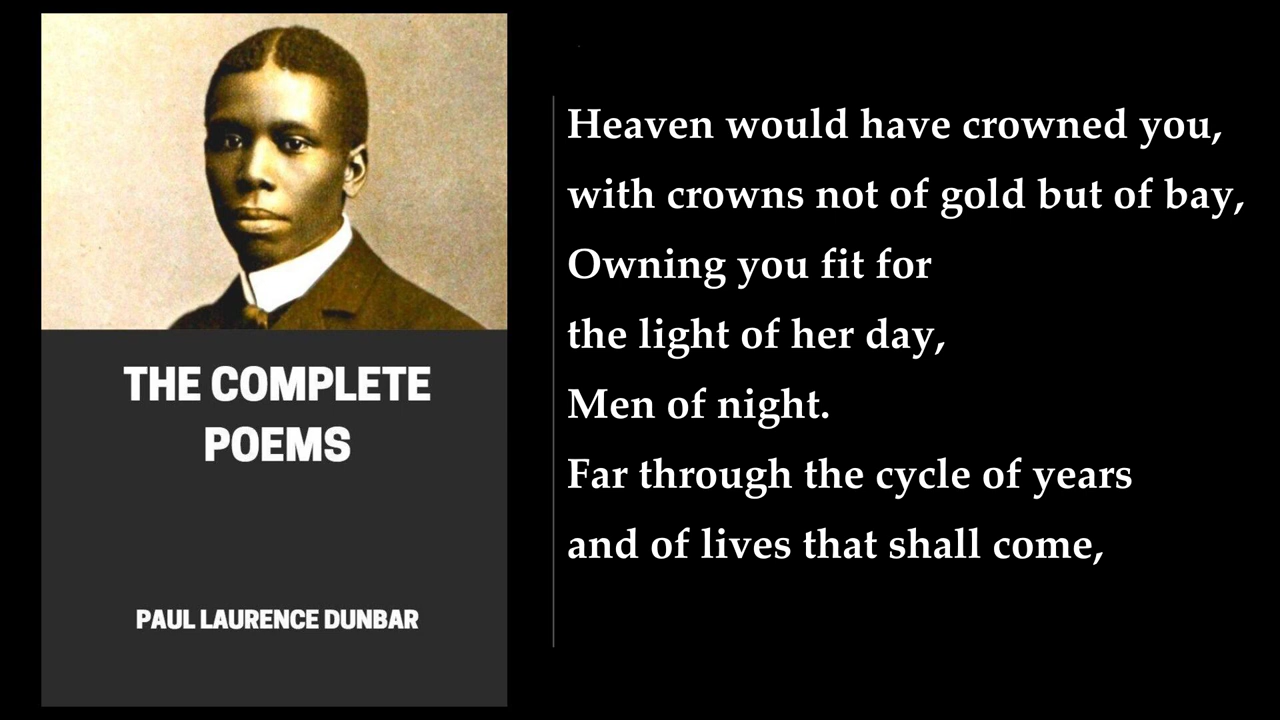 THE COMPLETE
POEMS
PAUL LAURENCE DUNBAR
Heaven would have crowned you,
with crowns not of gold but of bay,
Owning you fit for
the light of her day,
Men of night.
Far through the cycle of years
and of lives that shall come,